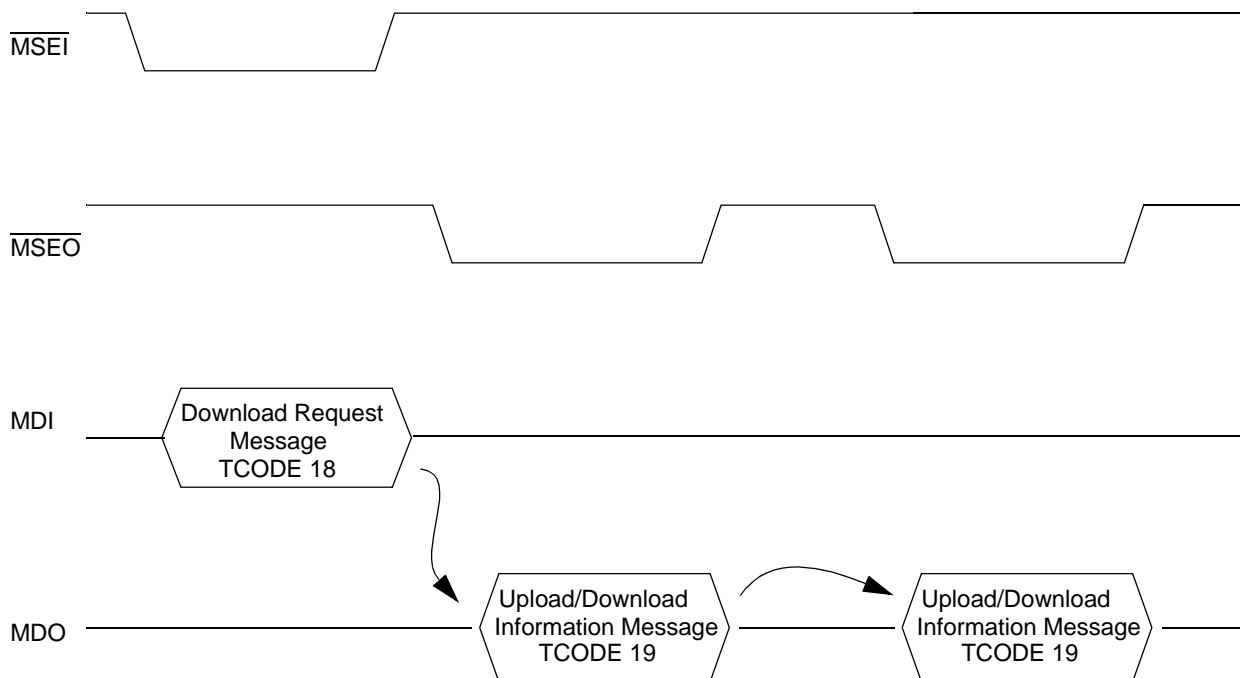 MSEI
MSEO
MDI
Download Request
Message
TCODE 18
MDO
Upload/Download
Information Message
TCODE 19
Upload/Download
Information Message
TCODE 19